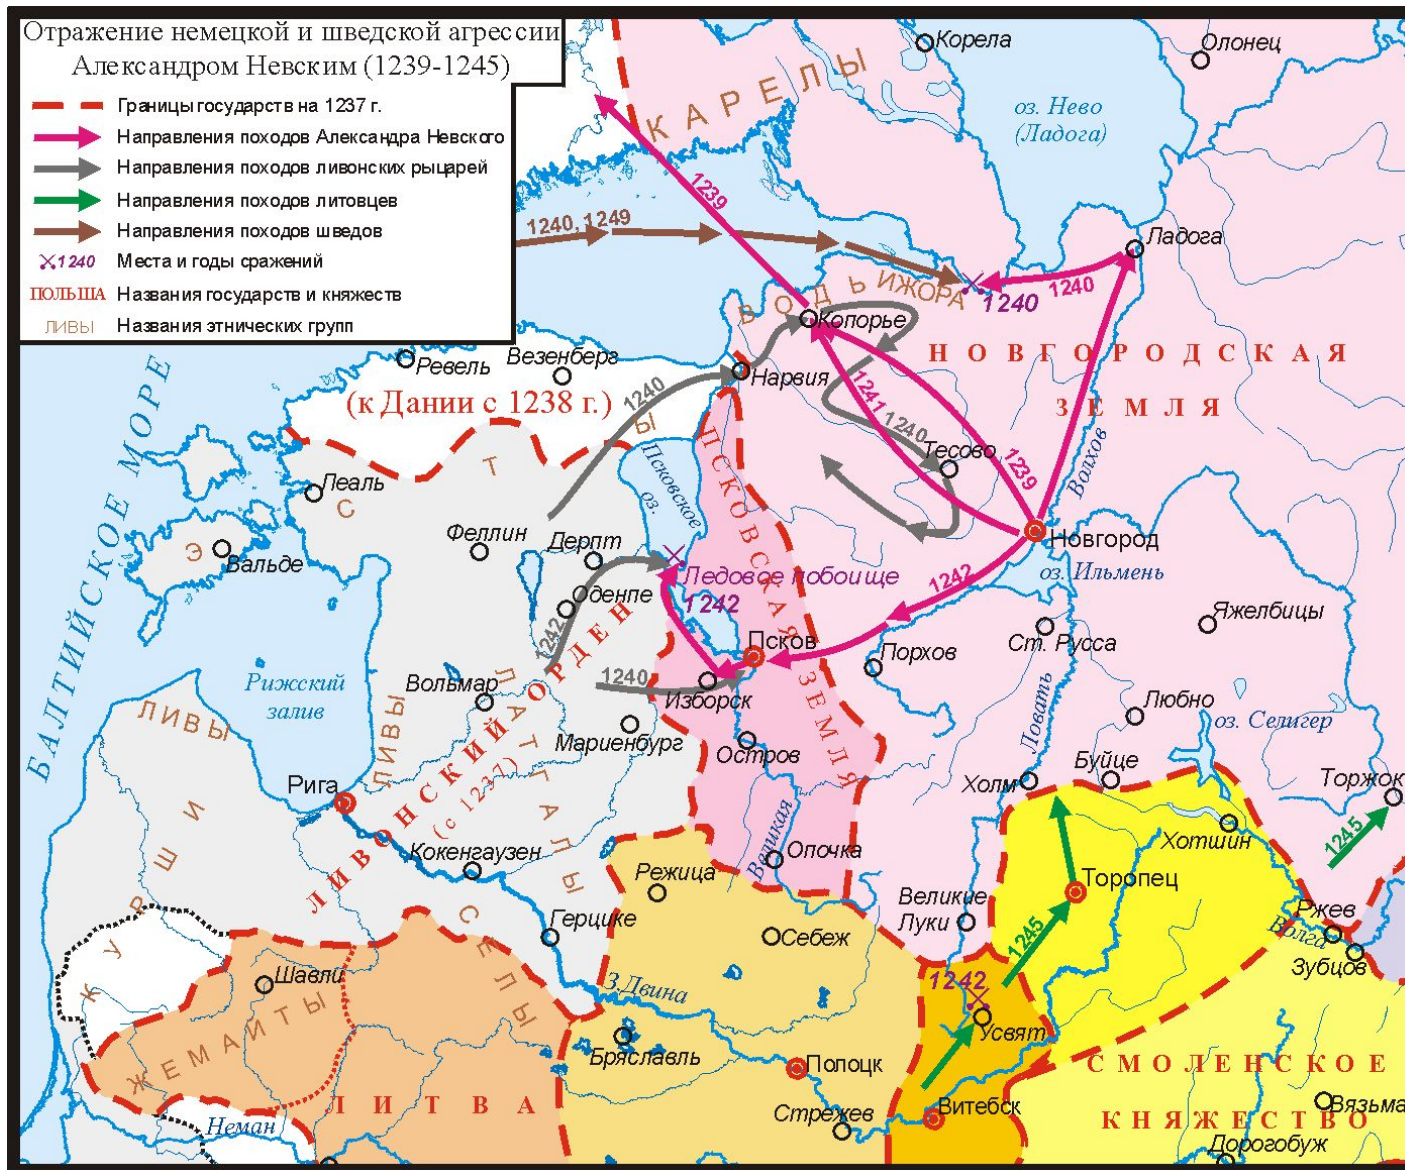 Отражение немецкой и шведской агрессии
Александром Невским (1239-1245)
Границы государств на 1237 г.
Направления походов Александра Невского
Направления походов ливонских рыцарей
Направления походов литовцев
Направления походов шведов
1240 Места и годы сражений
ПОЛЬША Названия государств и княжеств
ЛИВЫ Названия этнических групп
Корела
Олонец
КАРЕЛЫ
оз. Нево
(Ладога)
1239
1240, 1249
Ладога
1240
1240
ВОДЬ
ИЖОРА
Копорье
НОВГОРОДСКАЯ
ЗЕМЛЯ
Ревель
Везенберг
Нарвия
(к Дании с 1238 г.)
1240
1241
1240
1239
Тесово
Волхов
БАЛТИЙСКОЕ МОРЕ
ЭСТЫ
Псковское
оз.
ПСКОВСКАЯ ЗЕМЛЯ
Леаль
Вальде
Феллин
Дерпт
Оденпе
Новгород
оз. Ильмень
Ледовое побоище
1242
1242
1242
1240
Псков
Изборск
Порхов
Ст. Русса
Яжелбицы
Рижский
залив
ЛИВЫ
Вольмар
ЛИВЫ
ЛАТГАЛЫ
ЛИВОНСКИЙ ОРДЕН
(с 1237)
Мариенбург
Остров
Ловать
Любно
оз. Селигер
Рига
Холм
Буйце
Торжок
1245
Хотшин
КУРШИ
Кокенгаузен
Великая
Опочка
Режица
Торопец
Великие
Луки
Ржев
Волга
Зубцов
Герцике
СЕЛЫ
Себеж
1245
1242
Шавли
ЖЕМАЙТЫ
З.Двина
Усвят
Бряславль
Полоцк
СМОЛЕНСКОЕ
КНЯЖЕСТВО
ЛИТВА
Неман
Стрежев
Витебск
Вязьма
Дорогобуж